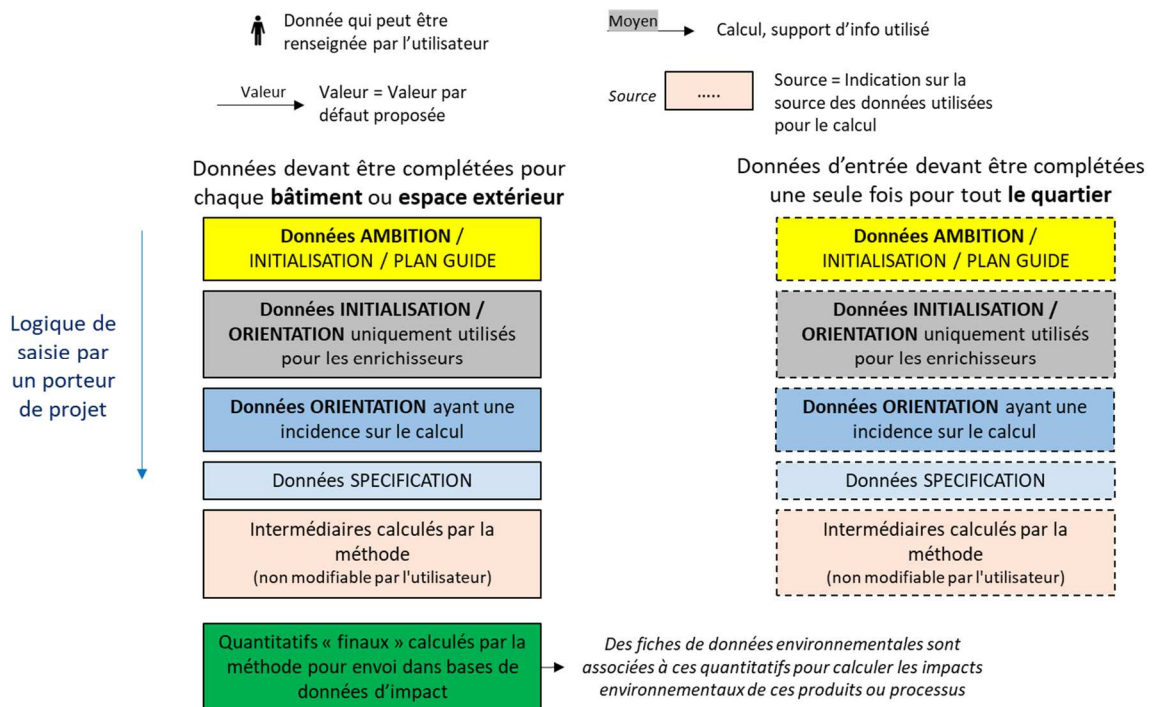 Donnée qui peut être
renseignée par l'utilisateur
Moyen
Calcul, support d'info utilisé
Valeur
Valeur = Valeur par
défaut proposée
Source
.....
Source = Indication sur la
source des données utilisées
pour le calcul
Données devant être complétées pour
chaque bâtiment ou espace extérieur
Données d'entrée devant être complétées
une seule fois pour tout le quartier
Logique de
saisie par
un porteur
de projet
Données AMBITION /
INITIALISATION / PLAN GUIDE
Données INITIALISATION /
ORIENTATION uniquement utilisés
pour les enrichisseurs
Données ORIENTATION ayant une
incidence sur le calcul
Données SPECIFICATION
Intermédiaires calculés par la
méthode
(non modifiable par l'utilisateur)
Données AMBITION /
INITIALISATION / PLAN GUIDE
Données INITIALISATION /
ORIENTATION uniquement utilisés
pour les enrichisseurs
Données ORIENTATION ayant une
incidence sur le calcul
Données SPECIFICATION
Intermédiaires calculés par la
méthode
(non modifiable par l'utilisateur)
Quantitatifs « finaux » calculés par la
méthode pour envoi dans bases de
données d'impact
Des fiches de données environnementales sont
associées à ces quantitatifs pour calculer les impacts
environnementaux de ces produits ou processus